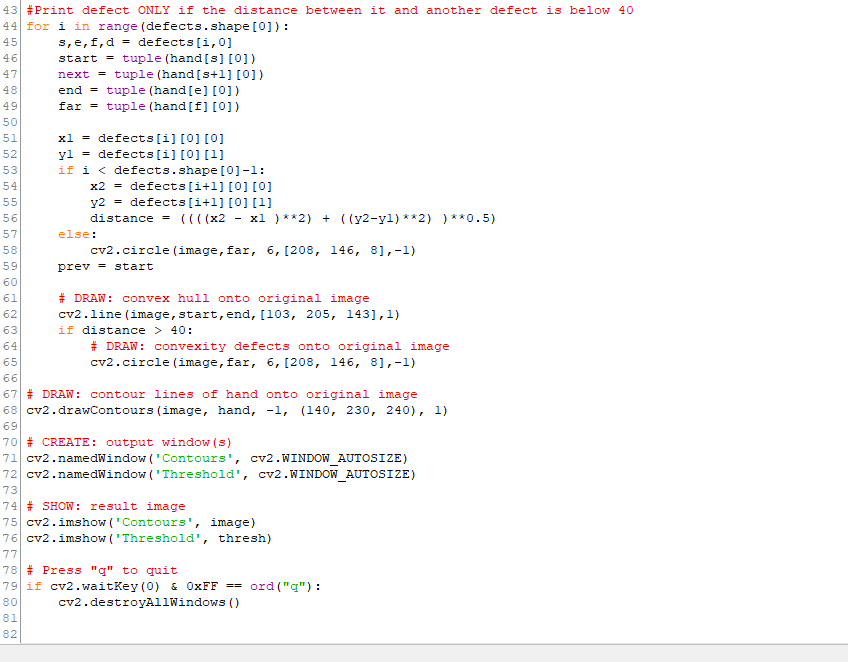 43 #Print defect ONLY if the distance between it and another defect is below 40
44 for i in range(defects.shape[0]):
45     s,e,f,d = defects[i,0]
46     start = tuple(hand[s][0])
47     next = tuple(hand[s+1][0])
48     end = tuple(hand[e][0])
49     far = tuple(hand[f][0])
50
51     x1 = defects[i][0][0]
52     y1 = defects[i][0][1]
53     if i < defects.shape[0]-1:
54         x2 = defects[i+1][0][0]
55         y2 = defects[i+1][0][1]
56         distance = ((((x2 - x1 )**2) + ((y2-y1)**2) )**0.5)
57     else:
58         cv2.circle(image,far, 6,[208, 146, 8],-1)
59     prev = start
60
61     # DRAW: convex hull onto original image
62     cv2.line(image,start,end,[103, 205, 143],1)
63     if distance > 40:
64         # DRAW: convexity defects onto original image
65         cv2.circle(image,far, 6,[208, 146, 8],-1)
66
67 # DRAW: contour lines of hand onto original image
68 cv2.drawContours(image, hand, -1, (140, 230, 240), 1)
69
70 # CREATE: output window(s)
71 cv2.namedWindow('Contours', cv2.WINDOW_AUTOSIZE)
72 cv2.namedWindow('Threshold', cv2.WINDOW_AUTOSIZE)
73
74 # SHOW: result image
75 cv2.imshow('Contours', image)
76 cv2.imshow('Threshold', thresh)
77
78 # Press "q" to quit
79 if cv2.waitKey(0) & 0xFF == ord("q"):
80     cv2.destroyAllWindows()
81
82